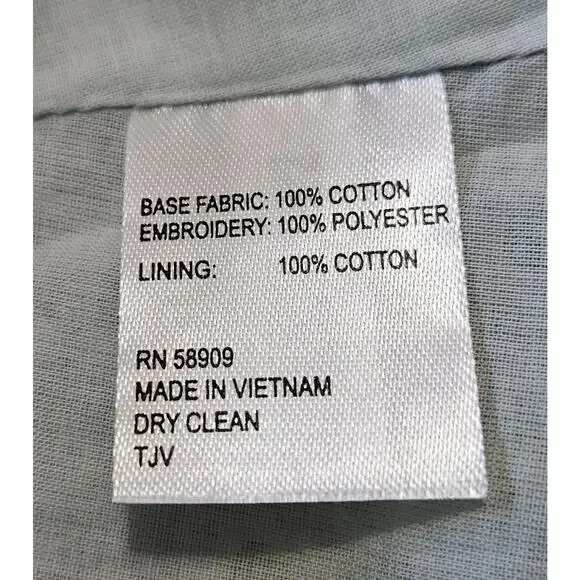 BASE FABRIC: 100% COTTON
EMBROIDERY: 100% POLYESTER
LINING: 100% COTTON
RN 58909
MADE IN VIETNAM
DRY CLEAN
TJV